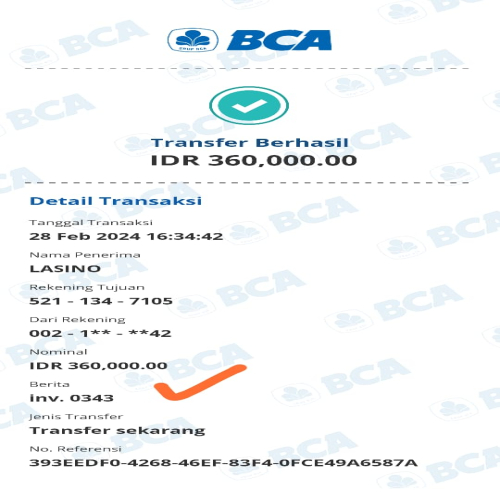 BCA
Transfer Berhasil
IDR 360,000.00
Detail Transaksi
Tanggal Transaksi
28 Feb 2024 16:34:42
Nama Penerima
LASINO
Rekening Tujuan
521 - 134 - 7105
Dari Rekening
002 - 1** - **42
Nominal
IDR 360,000.00
Berita
inv. 0343
Jenis Transfer
Transfer sekarang
No. Referensi
393EEDF0-4268-46EF-83F4-0FCE49A6587A